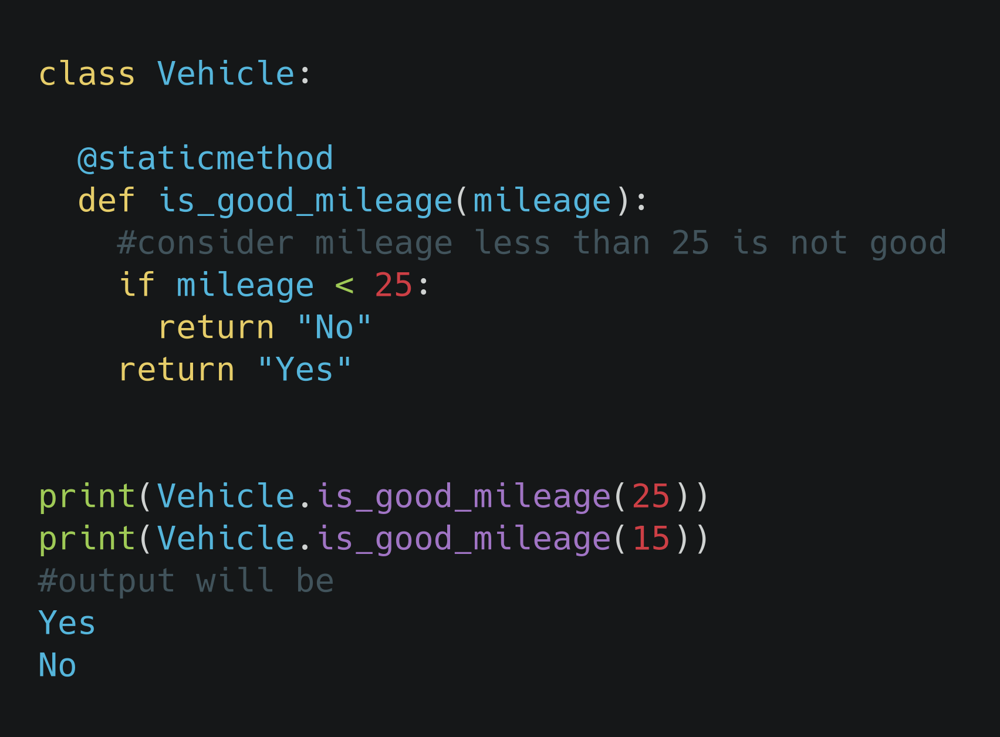 class Vehicle:
  @staticmethod
  def is_good_mileage(mileage):
    #consider mileage less than 25 is not good
    if mileage < 25:
      return "No"
    return "Yes"
print(Vehicle.is_good_mileage(25))
print(Vehicle.is_good_mileage(15))
#output will be
Yes
No